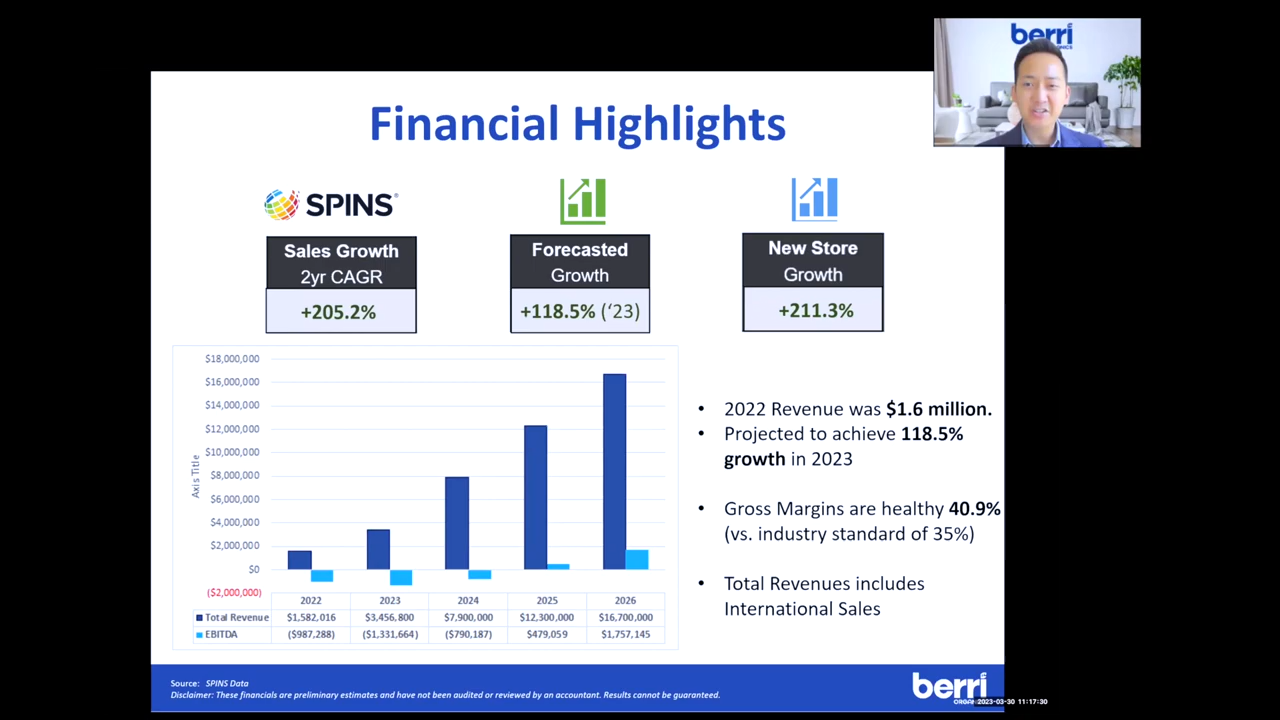 berri
Financial Highlights
SPINS®
Sales Growth
2yr CAGR
+205.2%
Forecasted
Growth
+118.5% (‘23)
New Store
Growth
+211.3%
$18,000,000
$16,000,000
$14,000,000
$12,000,000
$10,000,000
$8,000,000
$6,000,000
$4,000,000
$2,000,000
$0
($2,000,000)
Axis Title
2022 2023 2024 2025 2026
Total Revenue $1,582,016 $3,456,800 $7,900,000 $12,300,000 $16,700,000
EBITDA ($987,288) ($1,331,664) ($790,187) $479,059 $1,757,145
• 2022 Revenue was $1.6 million.
• Projected to achieve 118.5%
growth in 2023
• Gross Margins are healthy 40.9%
(vs. industry standard of 35%)
• Total Revenues includes
International Sales
Source: SPINS Data
Disclaimer: These financials are preliminary estimates and have not been audited or reviewed by an accountant. Results cannot be guaranteed.
berri
2023-03-30 11:17:30